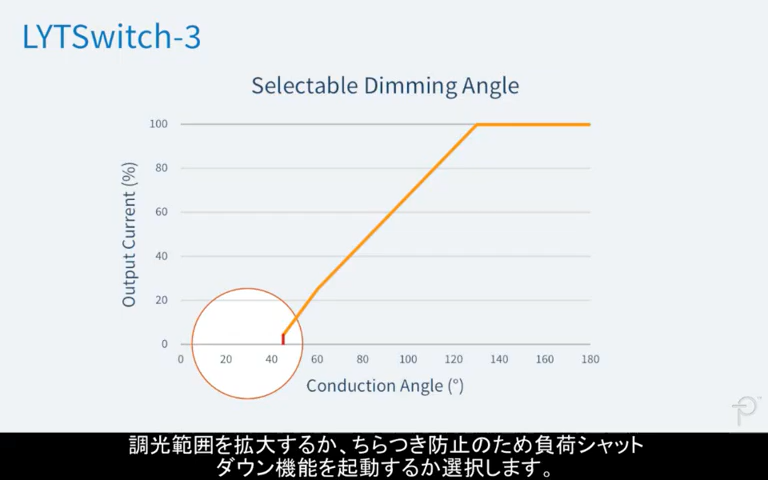 LYTSwitch-3
Selectable Dimming Angle
Output Current (%)
100
80
60
40
20
0
0 20 40 60 80 100 120 140 160 180
Conduction Angle (°)
調光範囲を拡大するか、ちらつき防止のため負荷シャット
ダウン機能を起動するか選択します。